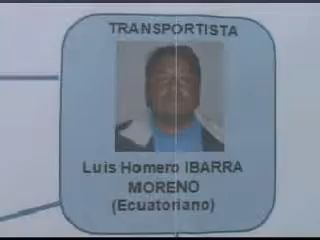 TRANSPORTISTA
Luis Homero IBARRA
MORENO
(Ecuatoriano)